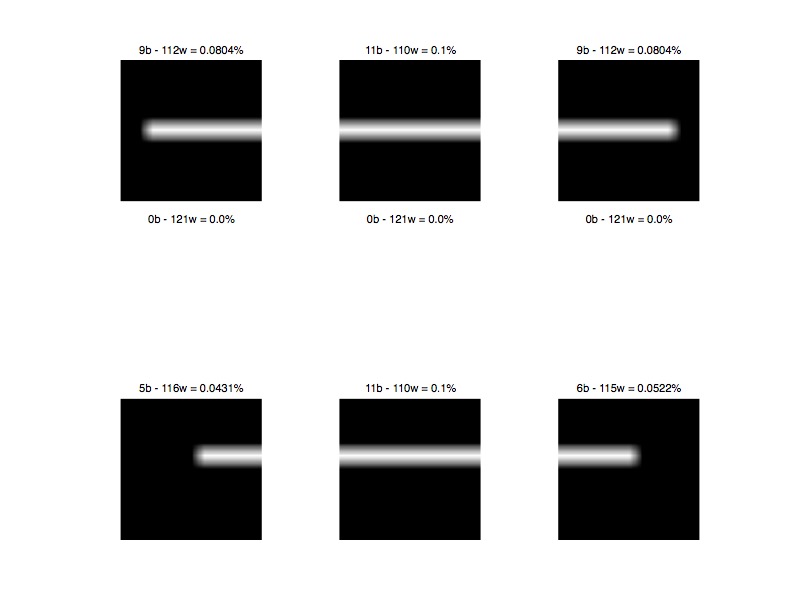 9b - 112w = 0.0804%
11b - 110w = 0.1%
9b - 112w = 0.0804%
0b - 121w = 0.0%
0b - 121w = 0.0%
0b - 121w = 0.0%
5b - 116w = 0.0431%
11b - 110w = 0.1%
6b - 115w = 0.0522%